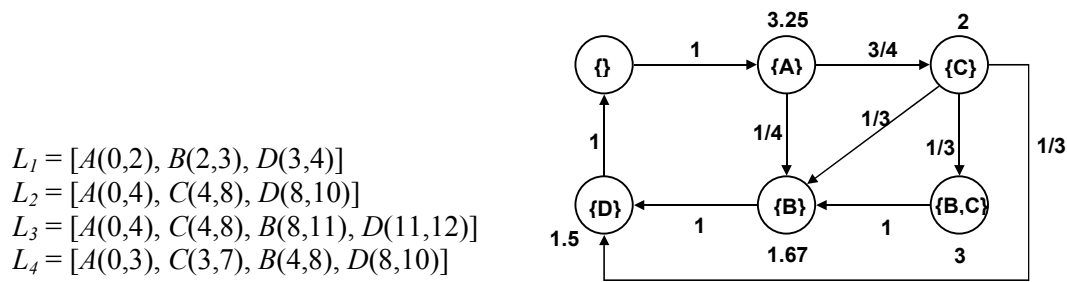 L1 = [A(0,2), B(2,3), D(3,4)]
L2 = [A(0,4), C(4,8), D(8,10)]
L3 = [A(0,4), C(4,8), B(8,11), D(11,12)]
L4 = [A(0,3), C(3,7), B(4,8), D(8,10)]
3.25
2
1
3/4
{}
{A}
{C}
1
1/4
1/3
1/3
1/3
{D}
{B}
{B,C}
1
1
1.5
1.67
3